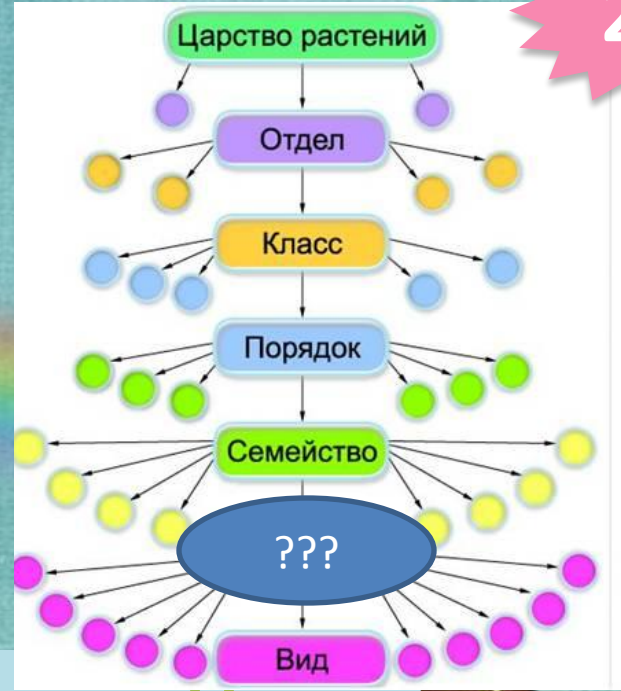 Царство растений
Отдел
Класс
Порядок
Семейство
???
Вид